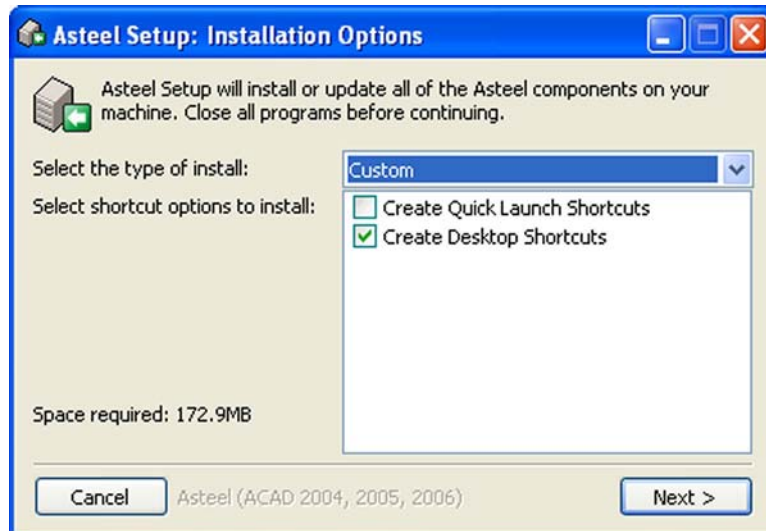 Asteel Setup: Installation Options
Asteel Setup will install or update all of the Asteel components on your
machine. Close all programs before continuing.
Select the type of install:
Custom
Select shortcut options to install:
Create Quick Launch Shortcuts
Create Desktop Shortcuts
Space required: 172.9MB
Cancel
Asteel (ACAD 2004, 2005, 2006)
Next >